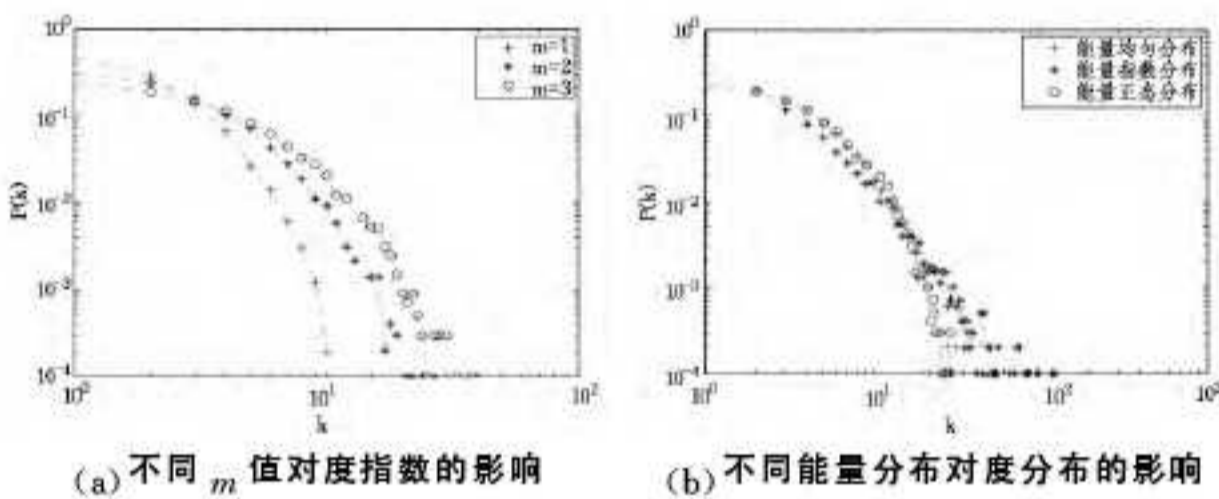 10⁰
10⁻¹
10⁻²
10⁻³
10⁻⁴
10⁰
10¹
10²
P(k)
k
m=1
m=2
m=3
(a)不同 m 值对度指数的影响
10⁰
10⁻¹
10⁻²
10⁻³
10⁻⁴
10⁰
10¹
P(k)
k
能量均匀分布
能量指数分布
能量正态分布
(b)不同能量分布对度分布的影响